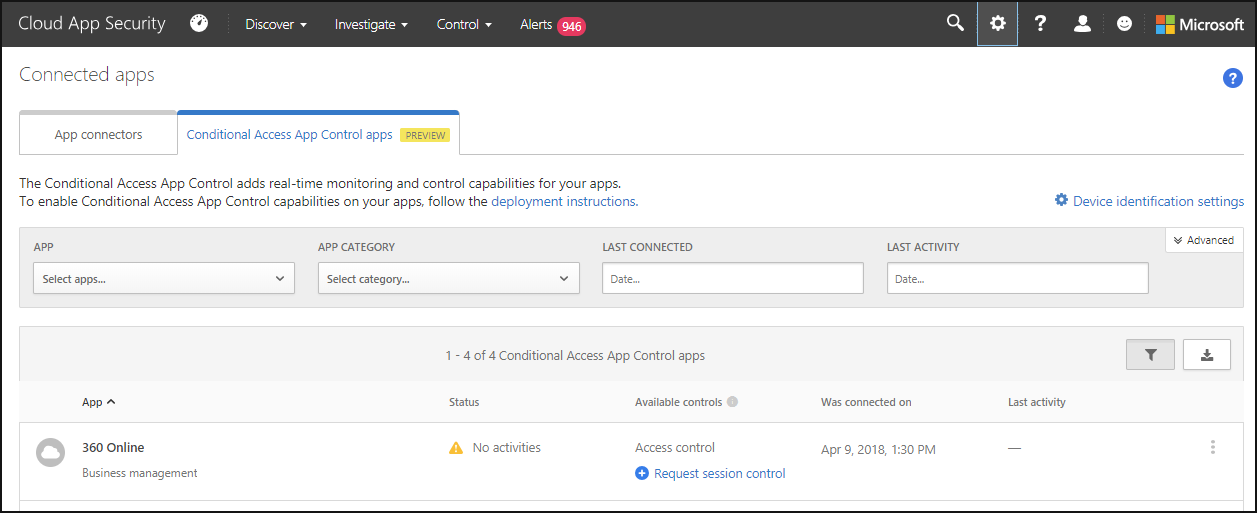 Cloud App Security Discover Investigate Control Alerts 946 ? Microsoft
Connected apps ?
App connectors Conditional Access App Control apps PREVIEW
The Conditional Access App Control adds real-time monitoring and control capabilities for your apps.
To enable Conditional Access App Control capabilities on your apps, follow the deployment instructions. Device identification settings
APP APP CATEGORY LAST CONNECTED LAST ACTIVITY Advanced
Select apps... Select category... Date... Date...
1 - 4 of 4 Conditional Access App Control apps
App Status Available controls Was connected on Last activity
360 Online No activities Access control Apr 9, 2018, 1:30 PM —
Business management Request session control